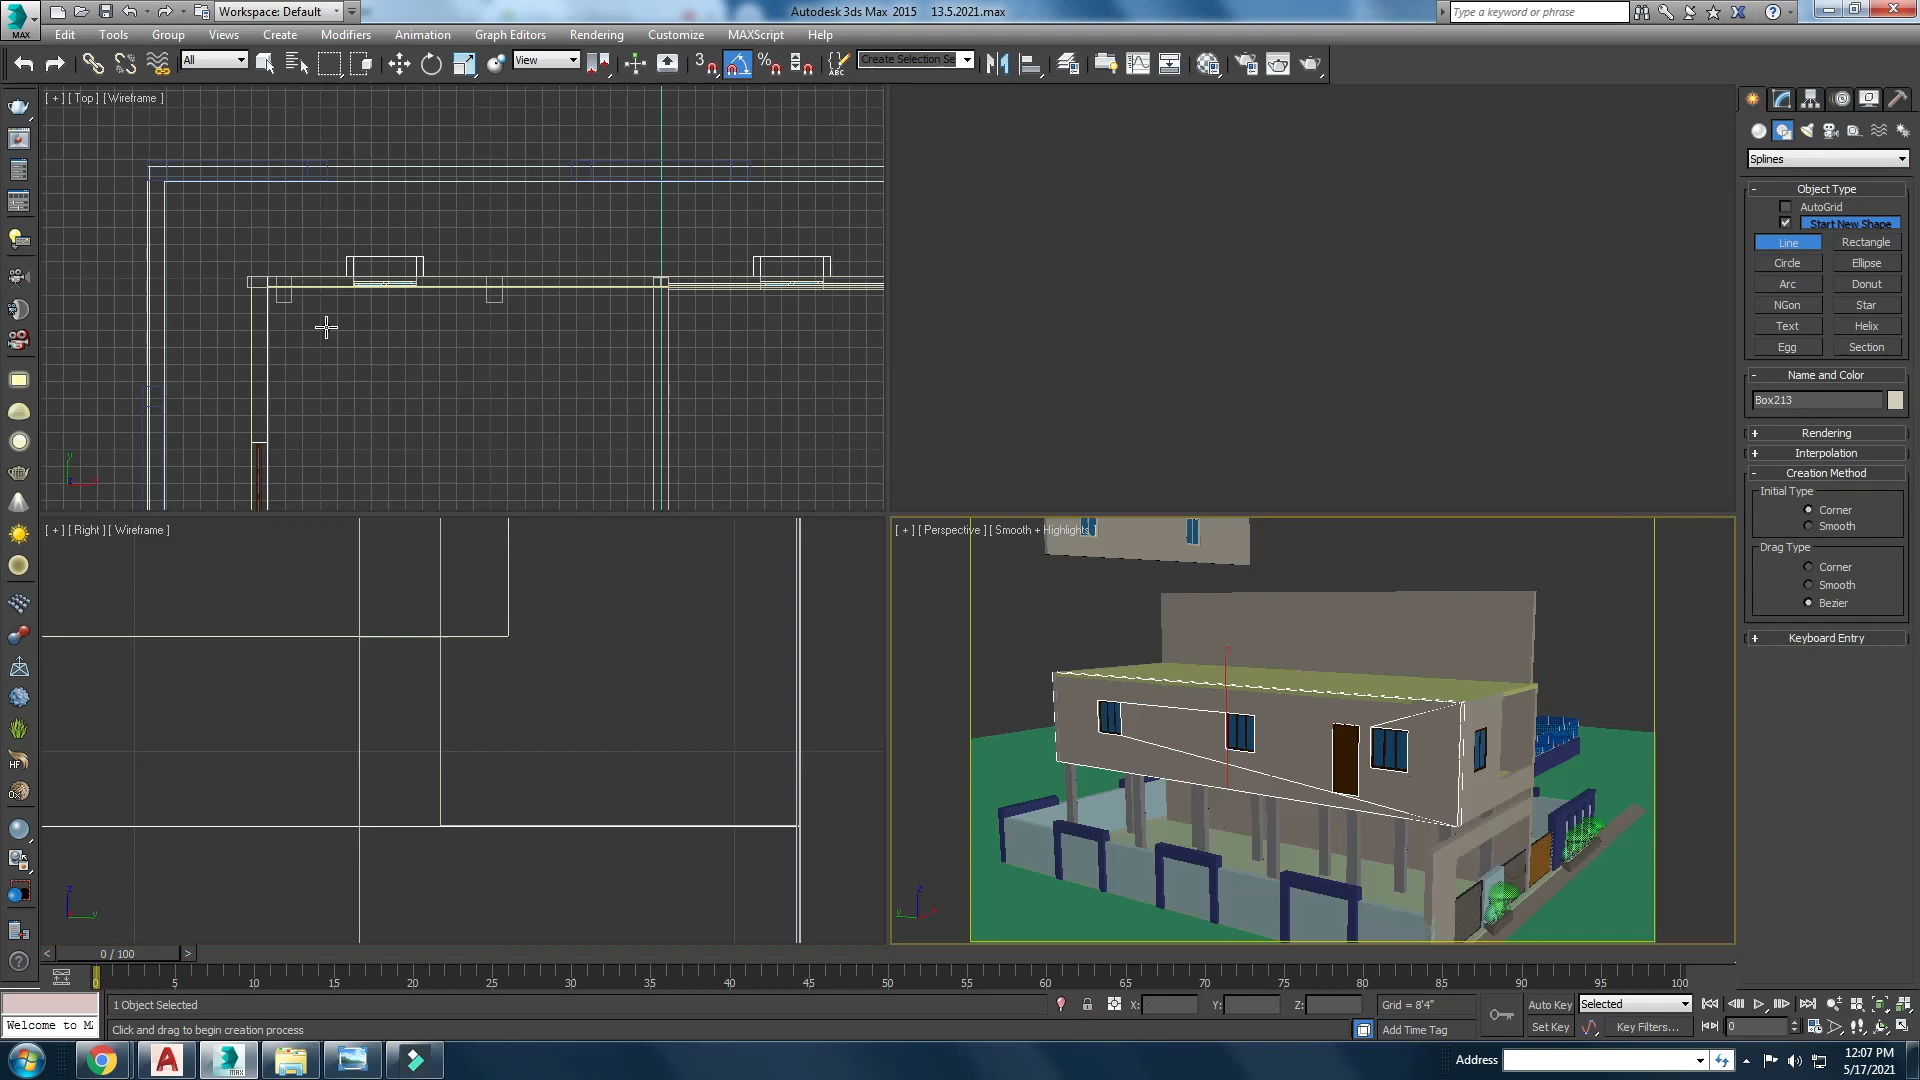 Workspace: Default
Autodesk 3ds Max 2015 13.5.2021.max
Type a keyword or phrase
MAX
Edit Tools Group Views Create Modifiers Animation Graph Editors Rendering Customize MAXScript Help
All
View
3
ABC
Create Selection Se
[ + ] [ Top ] [Wireframe ]
[ + ] [ Right ] [ Wireframe ]
[ + ] [ Perspective ] [ Smooth + Highlights ]
Splines
Object Type
AutoGrid
Start New Shape
Line Rectangle
Circle Ellipse
Arc Donut
NGon Star
Text Helix
Egg Section
Name and Color
Box213
Rendering
Interpolation
Creation Method
Initial Type
Corner
Smooth
Drag Type
Corner
Smooth
Bezier
Keyboard Entry
HF
< 0 / 100 >
0 5 10 15 20 25 30 35 40 45 50 55 60 65 70 75 80 85 90 95 100
1 Object Selected
X: Y: Z: Grid = 8'4"
Auto Key Selected
Welcome to M
Click and drag to begin creation process
Add Time Tag
Set Key Key Filters...
0
Address
12:07 PM
5/17/2021